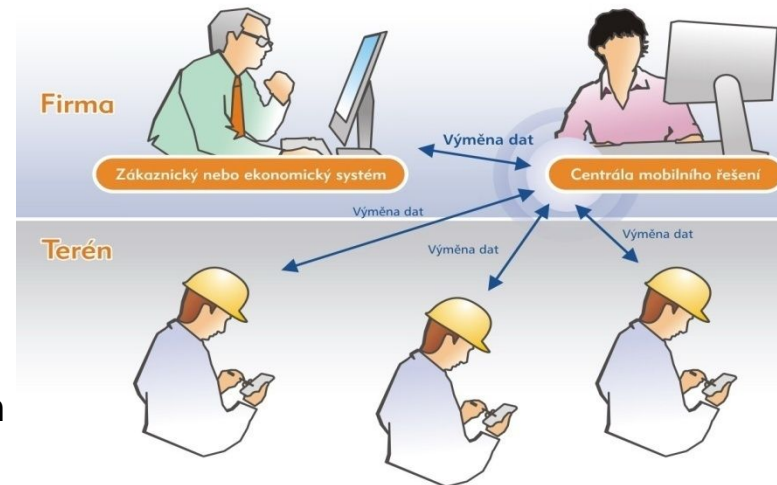 Firma
Výměna dat
Zákaznický nebo ekonomický systém
Centrála mobilního řešení
Výměna dat
Výměna dat
Výměna dat
Terén